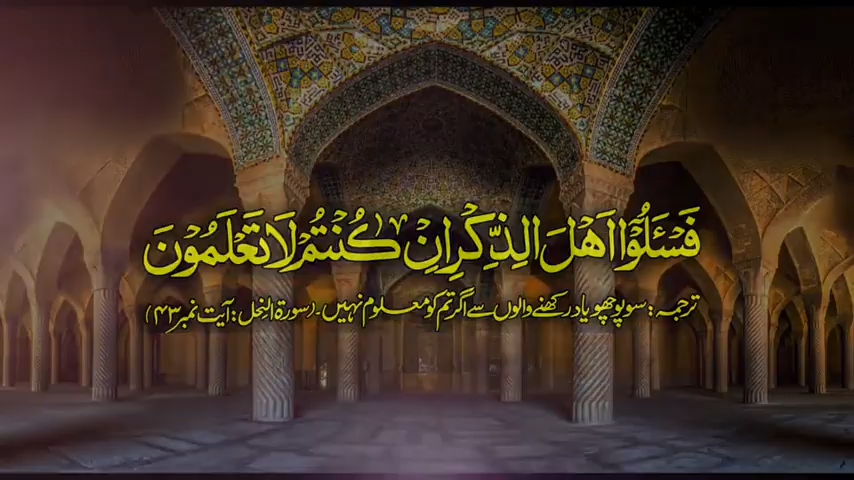 فَسْـَٔلُوْٓا اَهْلَ الذِّكْرِ اِنْ كُنْتُمْ لَا تَعْلَمُوْنَ
ترجمہ: سو پوچھو یاد رکھنے والوں سے اگر تم کو معلوم نہیں۔ (سورۃ النحل: آیت نمبر ۴۳)